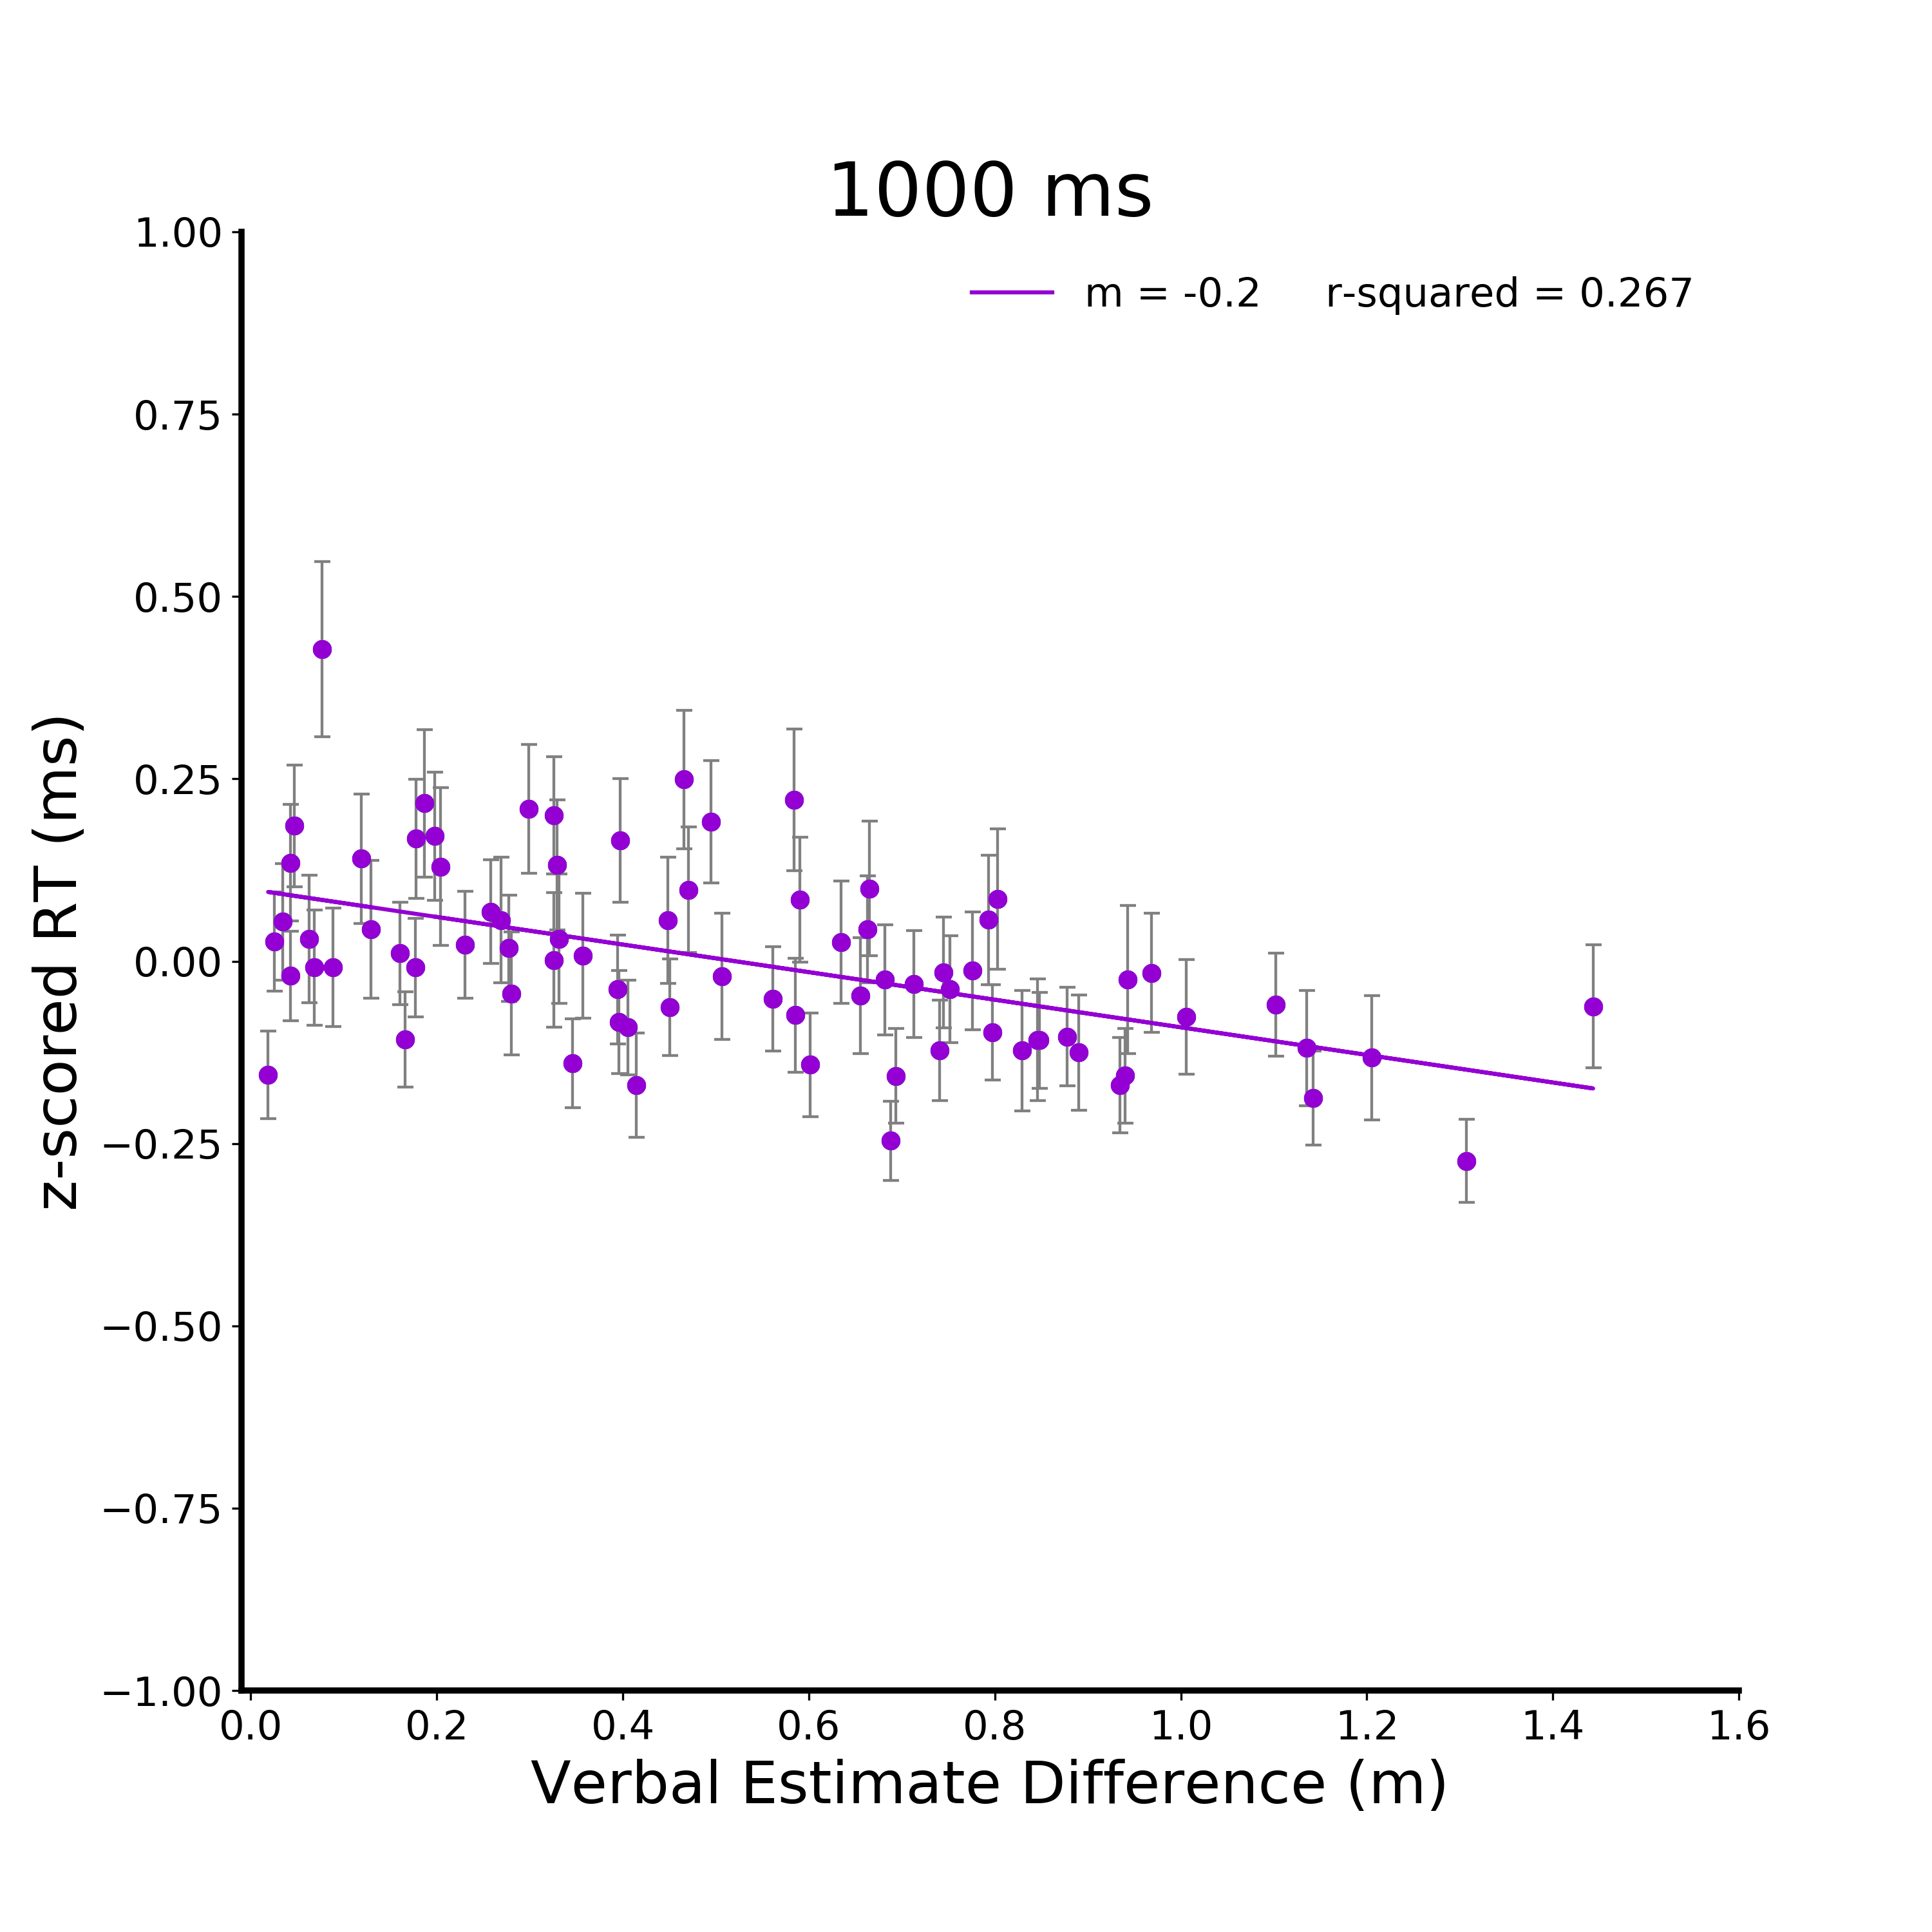 1000 ms
m = -0.2 r-squared = 0.267
1.00
0.75
0.50
0.25
0.00
−0.25
−0.50
−0.75
−1.00
z-scored RT (ms)
0.0 0.2 0.4 0.6 0.8 1.0 1.2 1.4 1.6
Verbal Estimate Difference (m)